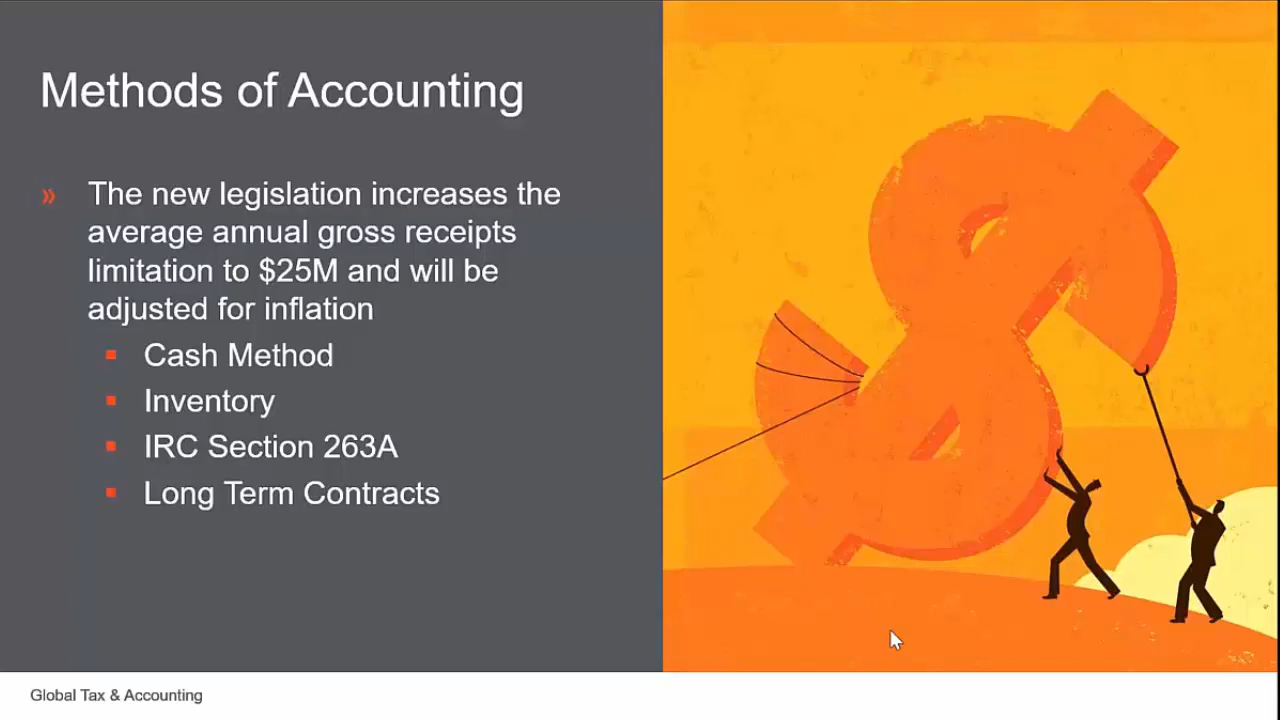 Methods of Accounting
» The new legislation increases the
average annual gross receipts
limitation to $25M and will be
adjusted for inflation
▪ Cash Method
▪ Inventory
▪ IRC Section 263A
▪ Long Term Contracts
Global Tax & Accounting